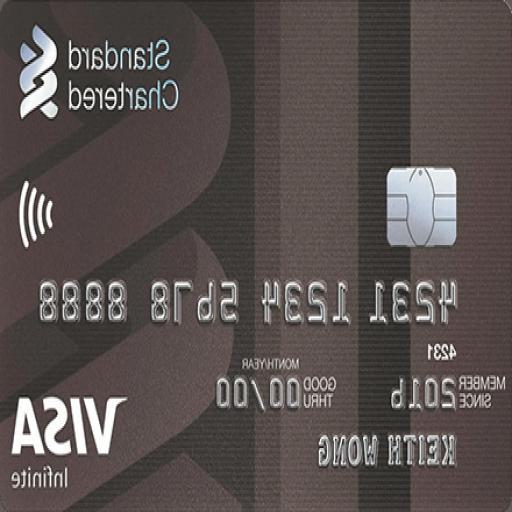 Standard
Chartered
4231 1234 5678 8888
4231
MEMBER SINCE 2016 GOOD THRU MONTH/YEAR 00/00
KEITH WONG
VISA
Infinite